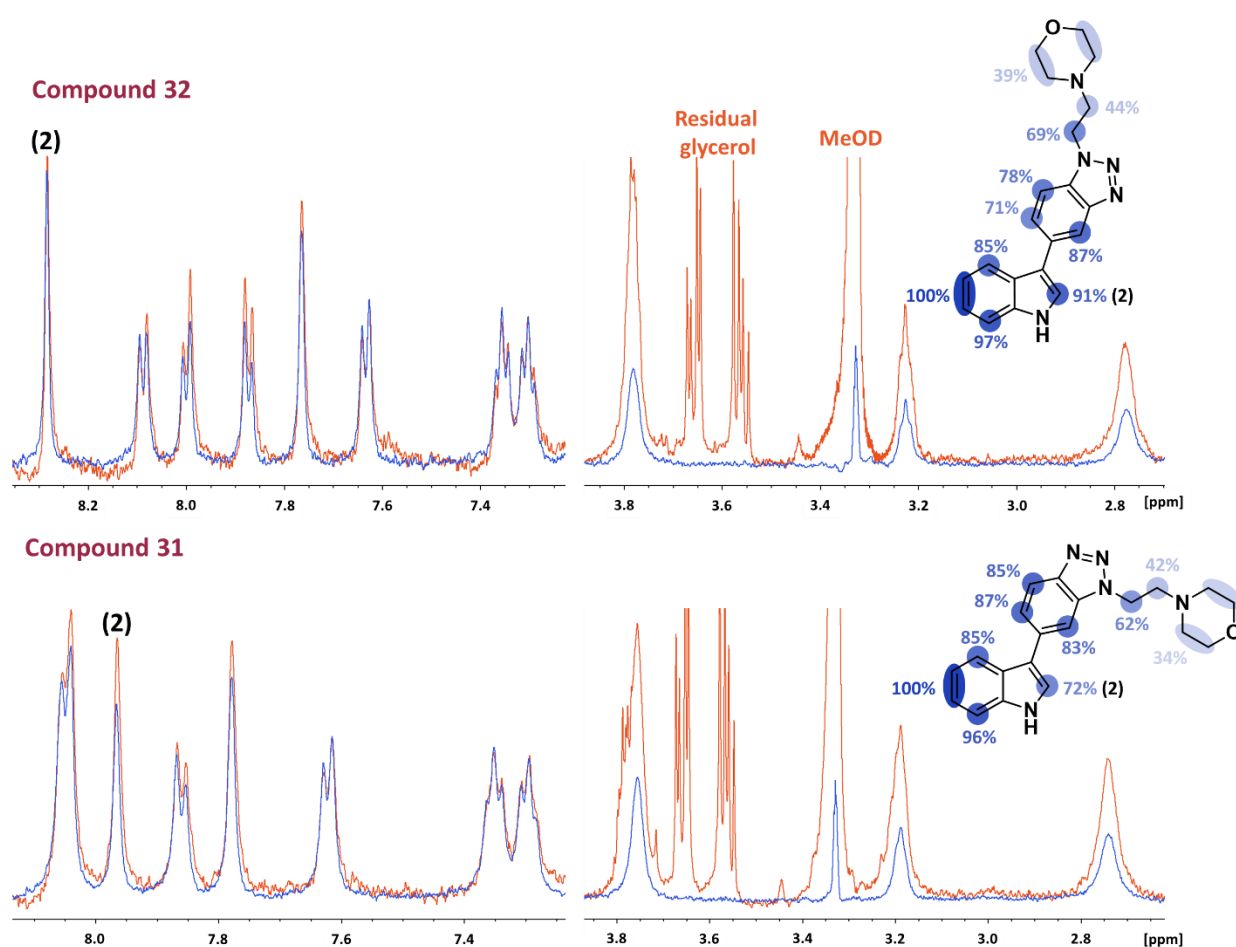 Compound 32
(2)
Residual
glycerol
MeOD
O
39%
N
44%
69%
N
N
N
78%
71%
87%
85%
100%
91% (2)
N
H
97%
8.2 8.0 7.8 7.6 7.4
3.8 3.6 3.4 3.2 3.0 2.8 [ppm]
Compound 31
(2)
N
N
N
42%
85%
N
O
87%
62%
34%
83%
85%
100%
72% (2)
N
H
96%
8.0 7.8 7.6 7.4
3.8 3.6 3.4 3.2 3.0 2.8 [ppm]